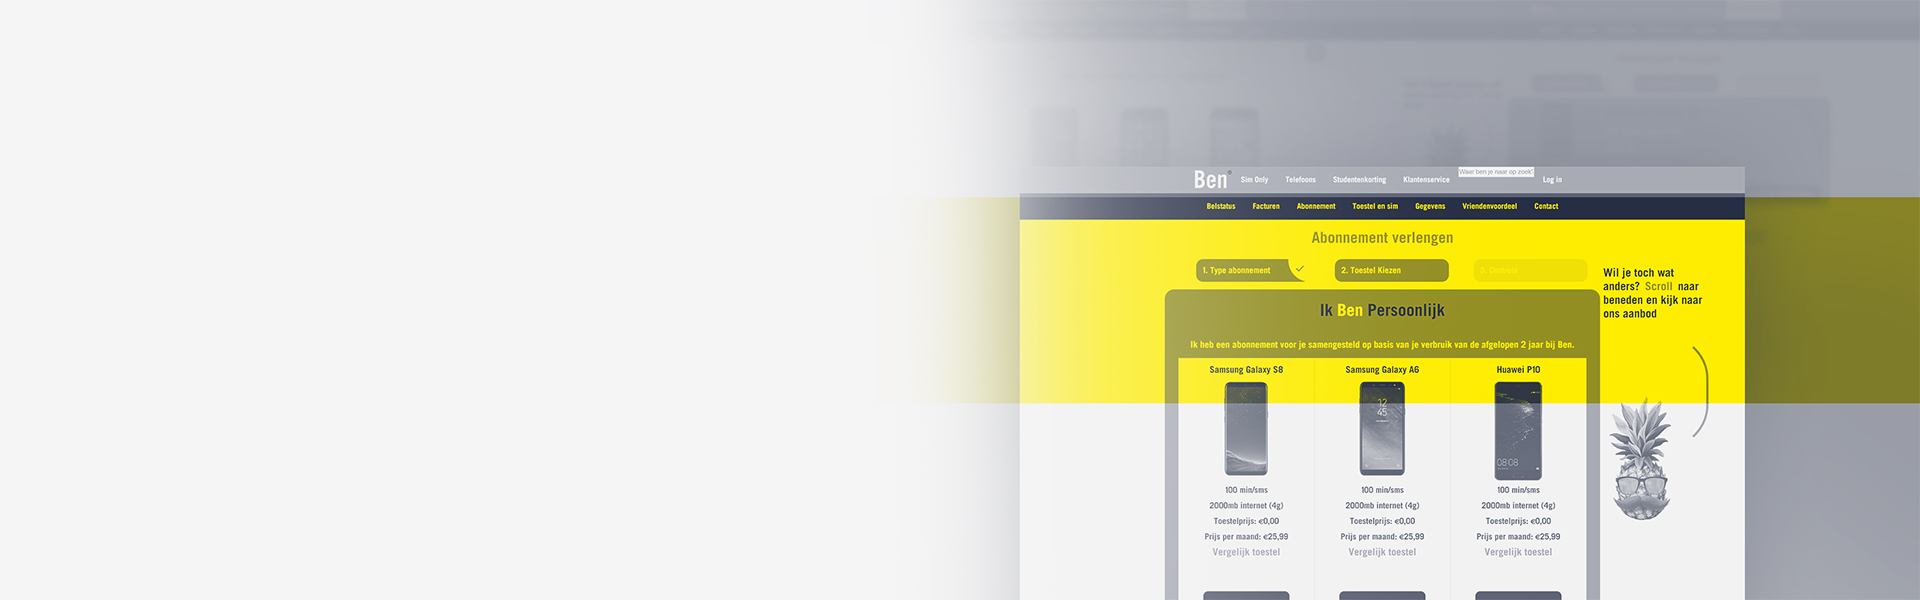 Ben
Sim Only
Telefoons
Studentenkorting
Klantenservice
Waar ben je naar op zoek?
Log in
Belstatus
Facturen
Abonnement
Toestel en sim
Gegevens
Vriendenvoordeel
Contact
Abonnement verlengen
1. Type abonnement
2. Toestel Kiezen
3. Controle
Wil je toch wat
anders? Scroll naar
beneden en kijk naar
ons aanbod
Ik Ben Persoonlijk
Ik heb een abonnement voor je samengesteld op basis van je verbruik van de afgelopen 2 jaar bij Ben.
Samsung Galaxy S8
100 min/sms
2000mb internet (4g)
Toestelprijs: €0,00
Prijs per maand: €25,99
Vergelijk toestel
Samsung Galaxy A6
12
45
100 min/sms
2000mb internet (4g)
Toestelprijs: €0,00
Prijs per maand: €25,99
Vergelijk toestel
Huawei P10
08:08
100 min/sms
2000mb internet (4g)
Toestelprijs: €0,00
Prijs per maand: €25,99
Vergelijk toestel